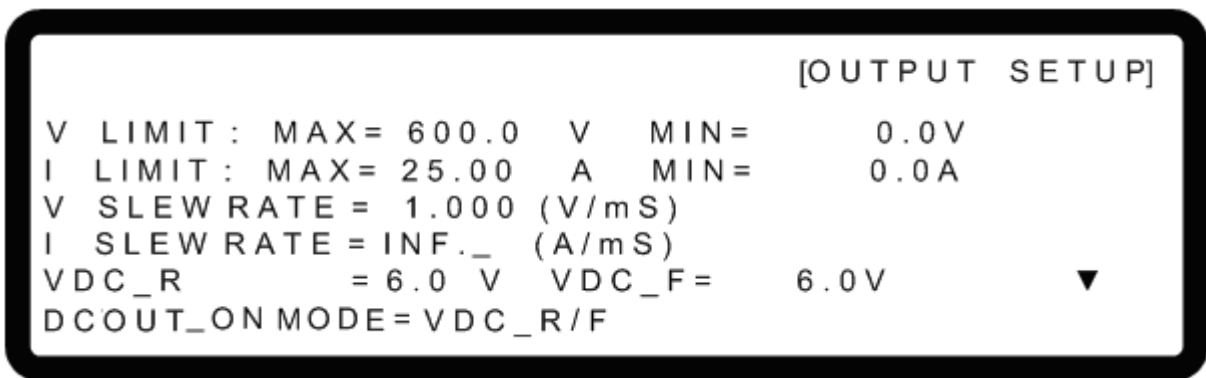 [OUTPUT SETUP]
V LIMIT: MAX= 600.0 V MIN= 0.0V
I LIMIT: MAX= 25.00 A MIN= 0.0A
V SLEW RATE = 1.000 (V/mS)
I SLEW RATE = INF._ (A/mS)
VDC_R = 6.0 V VDC_F= 6.0V ▼
DCOUT_ON MODE = VDC_R/F